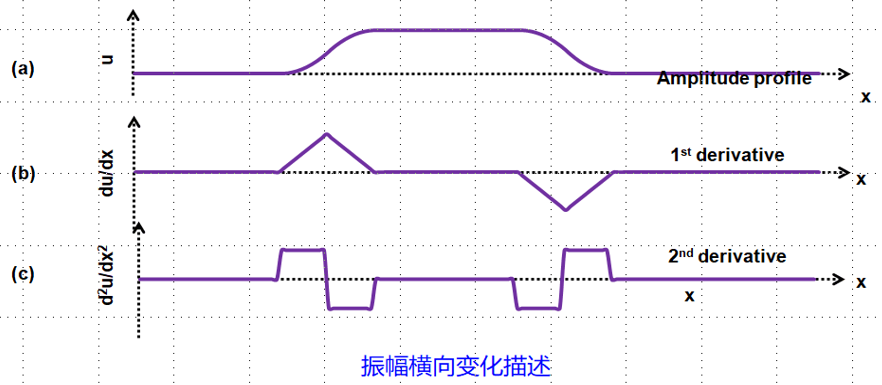 (a)
u
Amplitude profile
x
(b)
du/dx
1st derivative
x
(c)
d²u/dx²
2nd derivative
x
x
振幅横向变化描述